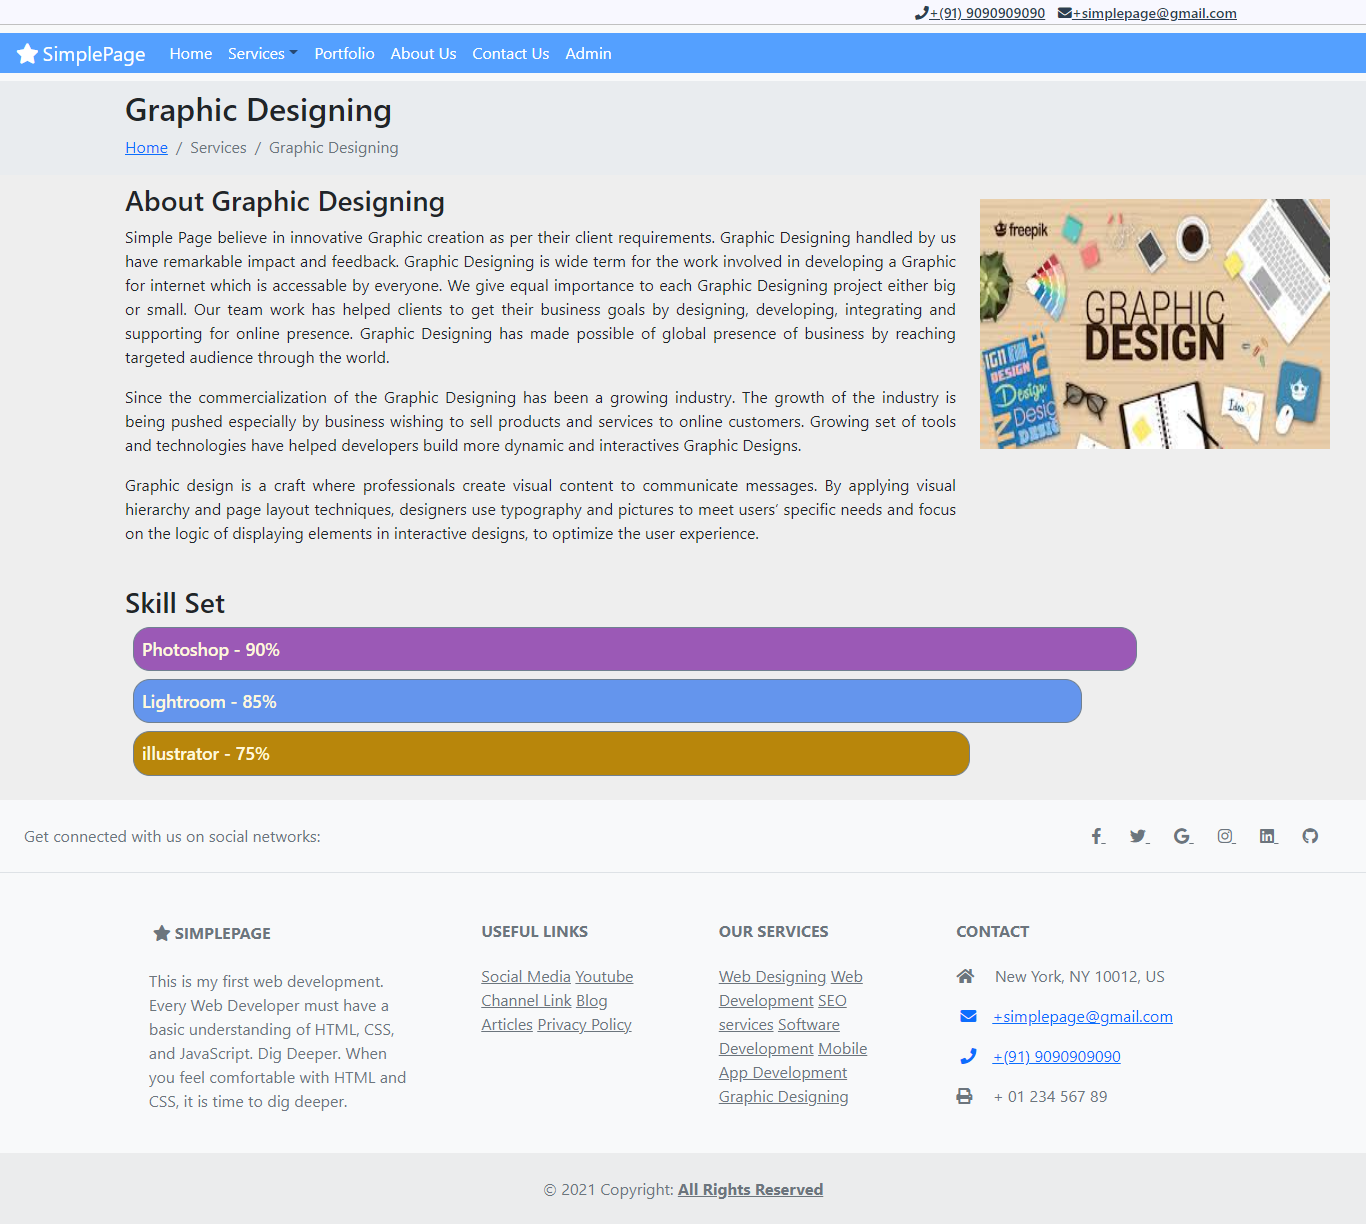 +(91) 9090909090 +simplepage@gmail.com
SimplePage Home Services Portfolio About Us Contact Us Admin
Graphic Designing
Home / Services / Graphic Designing
About Graphic Designing
Simple Page believe in innovative Graphic creation as per their client requirements. Graphic Designing handled by us
have remarkable impact and feedback. Graphic Designing is wide term for the work involved in developing a Graphic
for internet which is accessable by everyone. We give equal importance to each Graphic Designing project either big
or small. Our team work has helped clients to get their business goals by designing, developing, integrating and
supporting for online presence. Graphic Designing has made possible of global presence of business by reaching
targeted audience through the world.
Since the commercialization of the Graphic Designing has been a growing industry. The growth of the industry is
being pushed especially by business wishing to sell products and services to online customers. Growing set of tools
and technologies have helped developers build more dynamic and interactives Graphic Designs.
Graphic design is a craft where professionals create visual content to communicate messages. By applying visual
hierarchy and page layout techniques, designers use typography and pictures to meet users’ specific needs and focus
on the logic of displaying elements in interactive designs, to optimize the user experience.
freepik
GRAPHIC
DESIGN
DESIGN
Design
Idea
Skill Set
Photoshop - 90%
Lightroom - 85%
illustrator - 75%
Get connected with us on social networks:
SIMPLEPAGE
This is my first web development.
Every Web Developer must have a
basic understanding of HTML, CSS,
and JavaScript. Dig Deeper. When
you feel comfortable with HTML and
CSS, it is time to dig deeper.
USEFUL LINKS
Social Media Youtube
Channel Link Blog
Articles Privacy Policy
OUR SERVICES
Web Designing Web
Development SEO
services Software
Development Mobile
App Development
Graphic Designing
CONTACT
New York, NY 10012, US
+simplepage@gmail.com
+(91) 9090909090
+ 01 234 567 89
© 2021 Copyright: All Rights Reserved